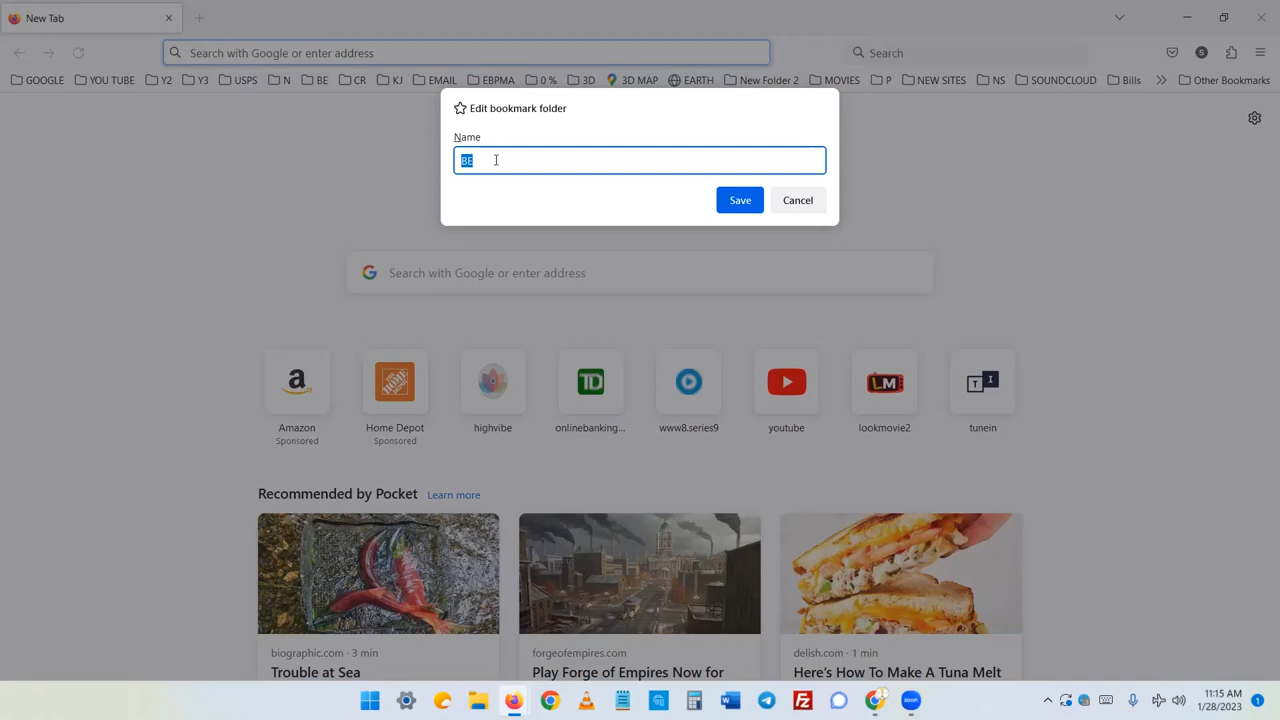 New Tab
Search with Google or enter address
Search
S
GOOGLE YOU TUBE Y2 Y3 USPS N BE CR KJ EMAIL EBPMA 0 % 3D 3D MAP EARTH New Folder 2 MOVIES P NEW SITES NS SOUNDCLOUD Bills Other Bookmarks
Edit bookmark folder
Name
BE
Save Cancel
Search with Google or enter address
a TD LM T I
Amazon Home Depot highvibe onlinebanking... www8.series9 youtube lookmovie2 tunein
Sponsored Sponsored
Recommended by Pocket Learn more
biographic.com · 3 min forgeofempires.com delish.com · 1 min
Trouble at Sea Play Forge of Empires Now for Here's How To Make A Tuna Melt
11:15 AM
1/28/2023 1